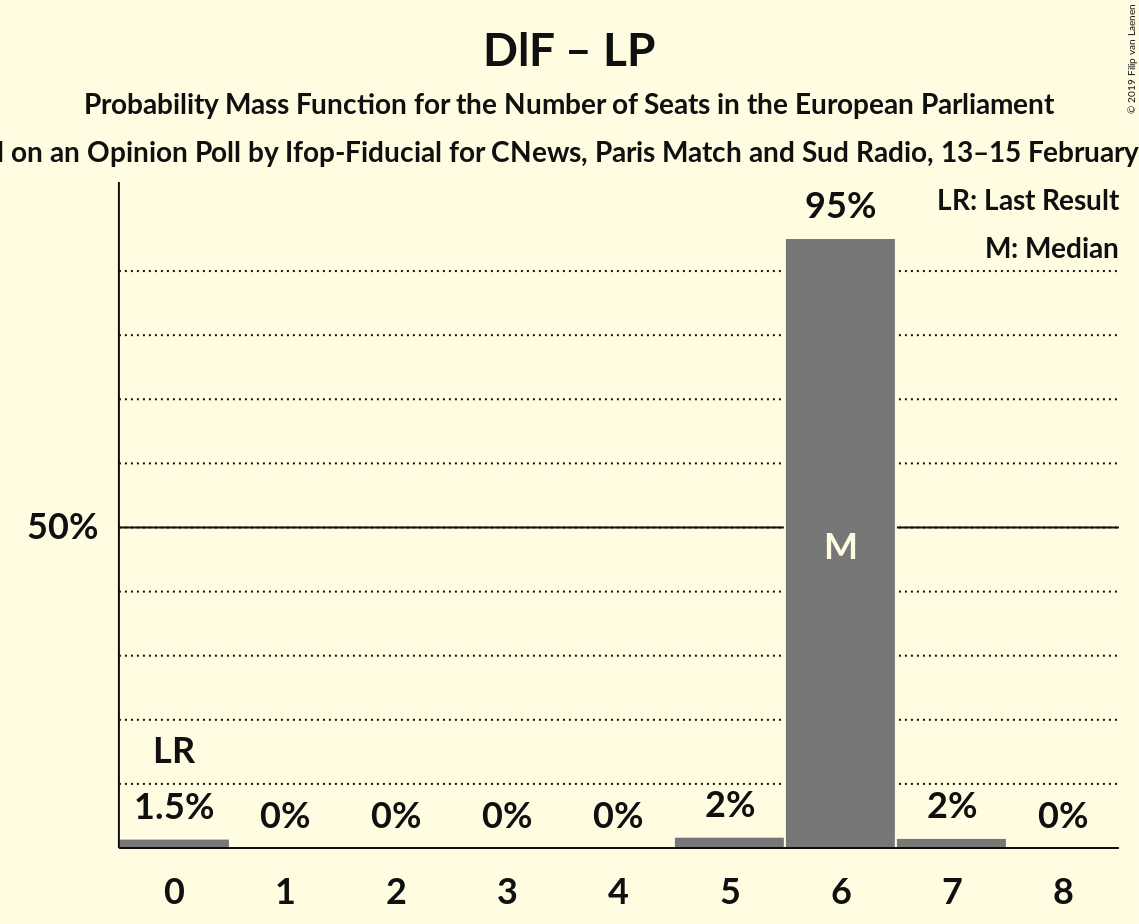 DlF – LP
Probability Mass Function for the Number of Seats in the European Parliament
on an Opinion Poll by Ifop-Fiducial for CNews, Paris Match and Sud Radio, 13–15 February
© 2019 Filip van Laenen
LR: Last Result
M: Median
95%
50%
M
LR
1.5% 0% 0% 0% 0% 2% 2% 0%
0 1 2 3 4 5 6 7 8